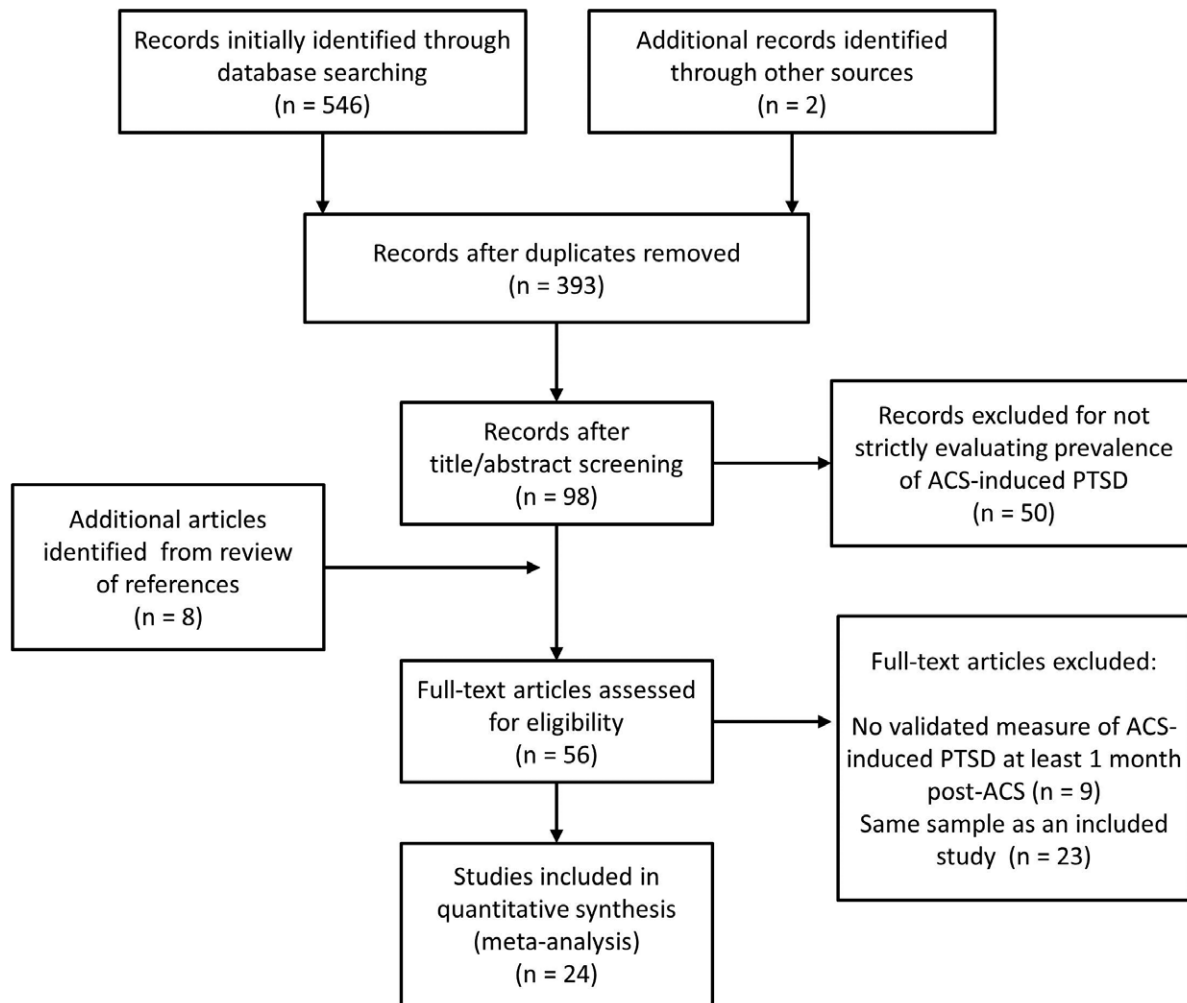 Records initially identified through
database searching
(n = 546)
Additional records identified
through other sources
(n = 2)
Records after duplicates removed
(n = 393)
Records after
title/abstract screening
(n = 98)
Records excluded for not
strictly evaluating prevalence
of ACS-induced PTSD
(n = 50)
Additional articles
identified from review
of references
(n = 8)
Full-text articles assessed
for eligibility
(n = 56)
Full-text articles excluded:
No validated measure of ACS-
induced PTSD at least 1 month
post-ACS (n = 9)
Same sample as an included
study (n = 23)
Studies included in
quantitative synthesis
(meta-analysis)
(n = 24)